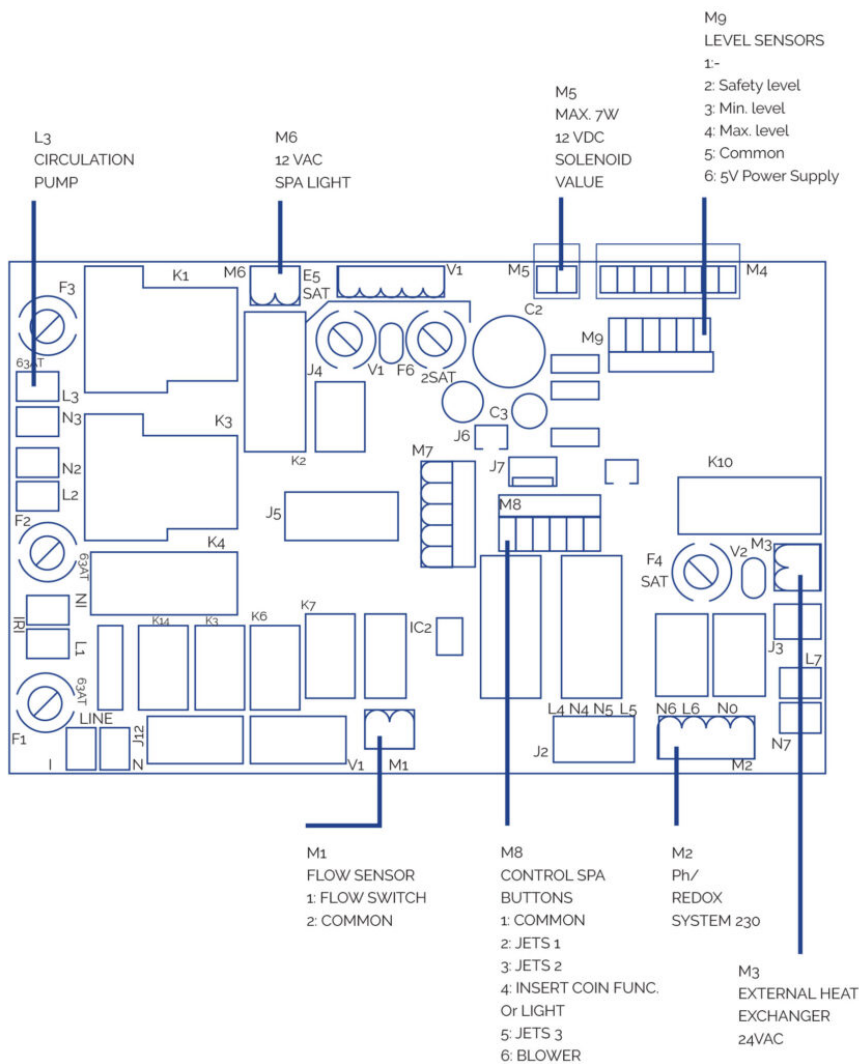 M9
LEVEL SENSORS
1:-
2: Safety level
3: Min. level
4: Max. level
5: Common
6: 5V Power Supply
M5
MAX. 7W
12 VDC
SOLENOID
VALUE
M6
12 VAC
SPA LIGHT
L3
CIRCULATION
PUMP
F3
K1
M6
E5
SAT
V1
M5
M4
63AT
L3
N3
J4
V1
F6
2SAT
C2
M9
K3
K2
C3
J6
M7
J7
K10
N2
L2
J5
M8
F2
63AT
K4
F4
SAT
V2
M3
NI
IRI
L1
K14
K3
K6
K7
IC2
J3
L7
63AT
F1
LINE
I
N
J12
V1
M1
L4 N4 N5 L5
J2
N6 L6 N0
M2
N7
M1
FLOW SENSOR
1: FLOW SWITCH
2: COMMON
M8
CONTROL SPA
BUTTONS
1: COMMON
2: JETS 1
3: JETS 2
4: INSERT COIN FUNC.
Or LIGHT
5: JETS 3
6: BLOWER
M2
Ph/
REDOX
SYSTEM 230
M3
EXTERNAL HEAT
EXCHANGER
24VAC